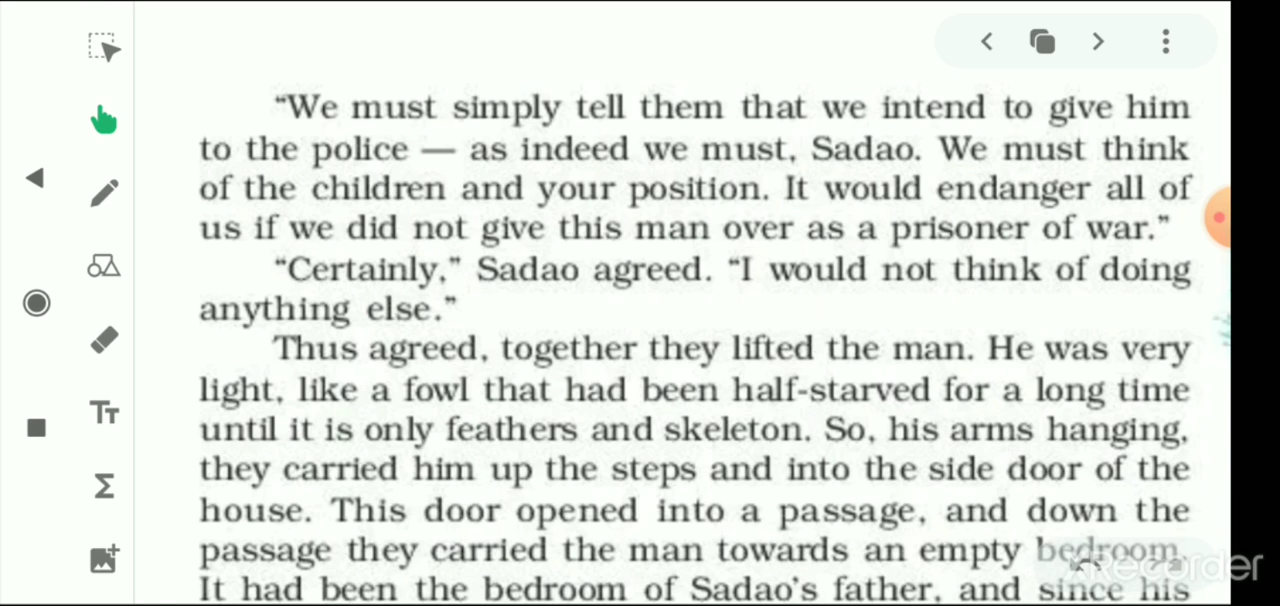 “We must simply tell them that we intend to give him
to the police — as indeed we must, Sadao. We must think
of the children and your position. It would endanger all of
us if we did not give this man over as a prisoner of war.”
“Certainly,” Sadao agreed. “I would not think of doing
anything else.”
Thus agreed, together they lifted the man. He was very
light, like a fowl that had been half-starved for a long time
until it is only feathers and skeleton. So, his arms hanging,
they carried him up the steps and into the side door of the
house. This door opened into a passage, and down the
passage they carried the man towards an empty bedroom.
It had been the bedroom of Sadao’s father, and since his
XRecorder
Tт
Σ